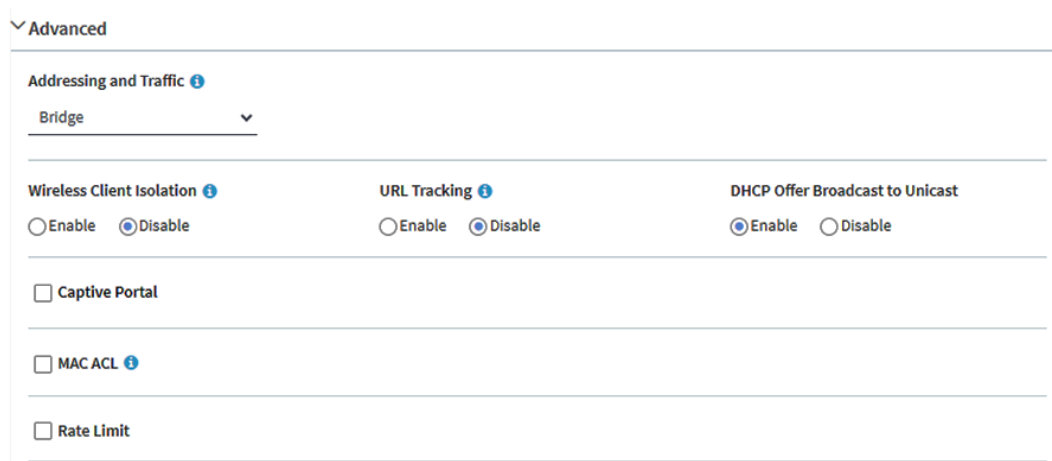 Advanced
Addressing and Traffic
Bridge
Wireless Client Isolation URL Tracking DHCP Offer Broadcast to Unicast
Enable Disable Enable Disable Enable Disable
Captive Portal
MAC ACL
Rate Limit